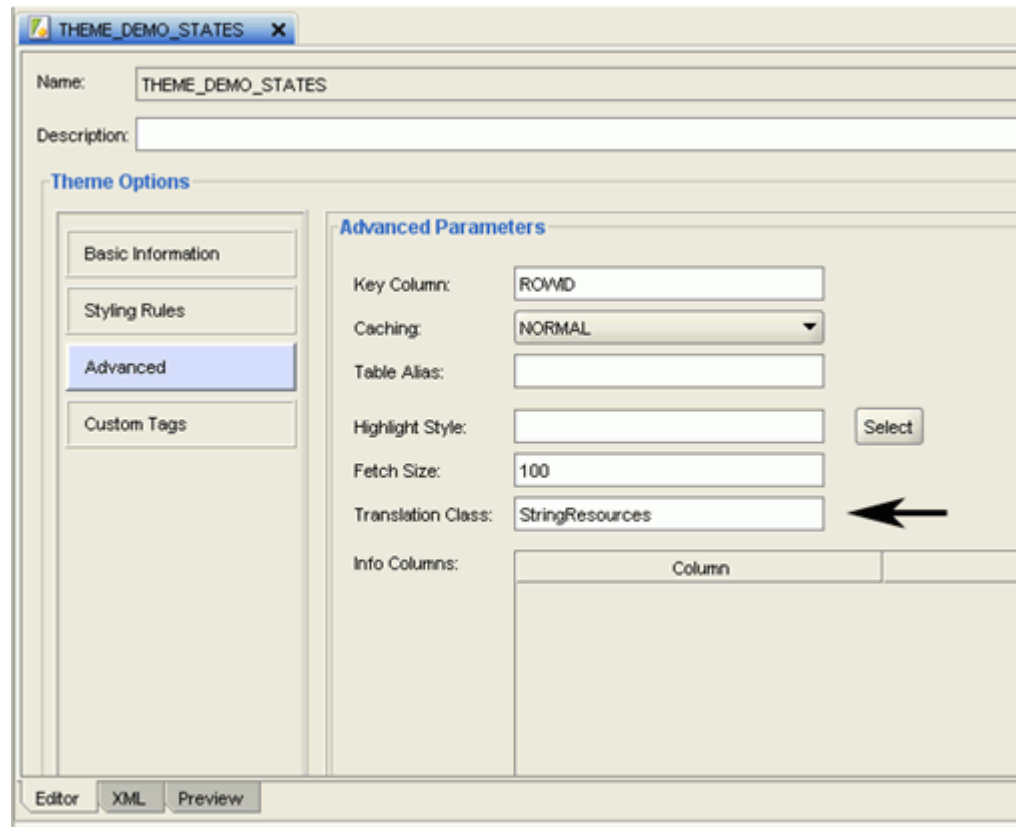 THEME_DEMO_STATES
Name: THEME_DEMO_STATES
Description:
Theme Options
Basic Information
Styling Rules
Advanced
Custom Tags
Advanced Parameters
Key Column: ROWID
Caching: NORMAL
Table Alias:
Highlight Style: Select
Fetch Size: 100
Translation Class: StringResources
Info Columns: Column
Editor XML Preview